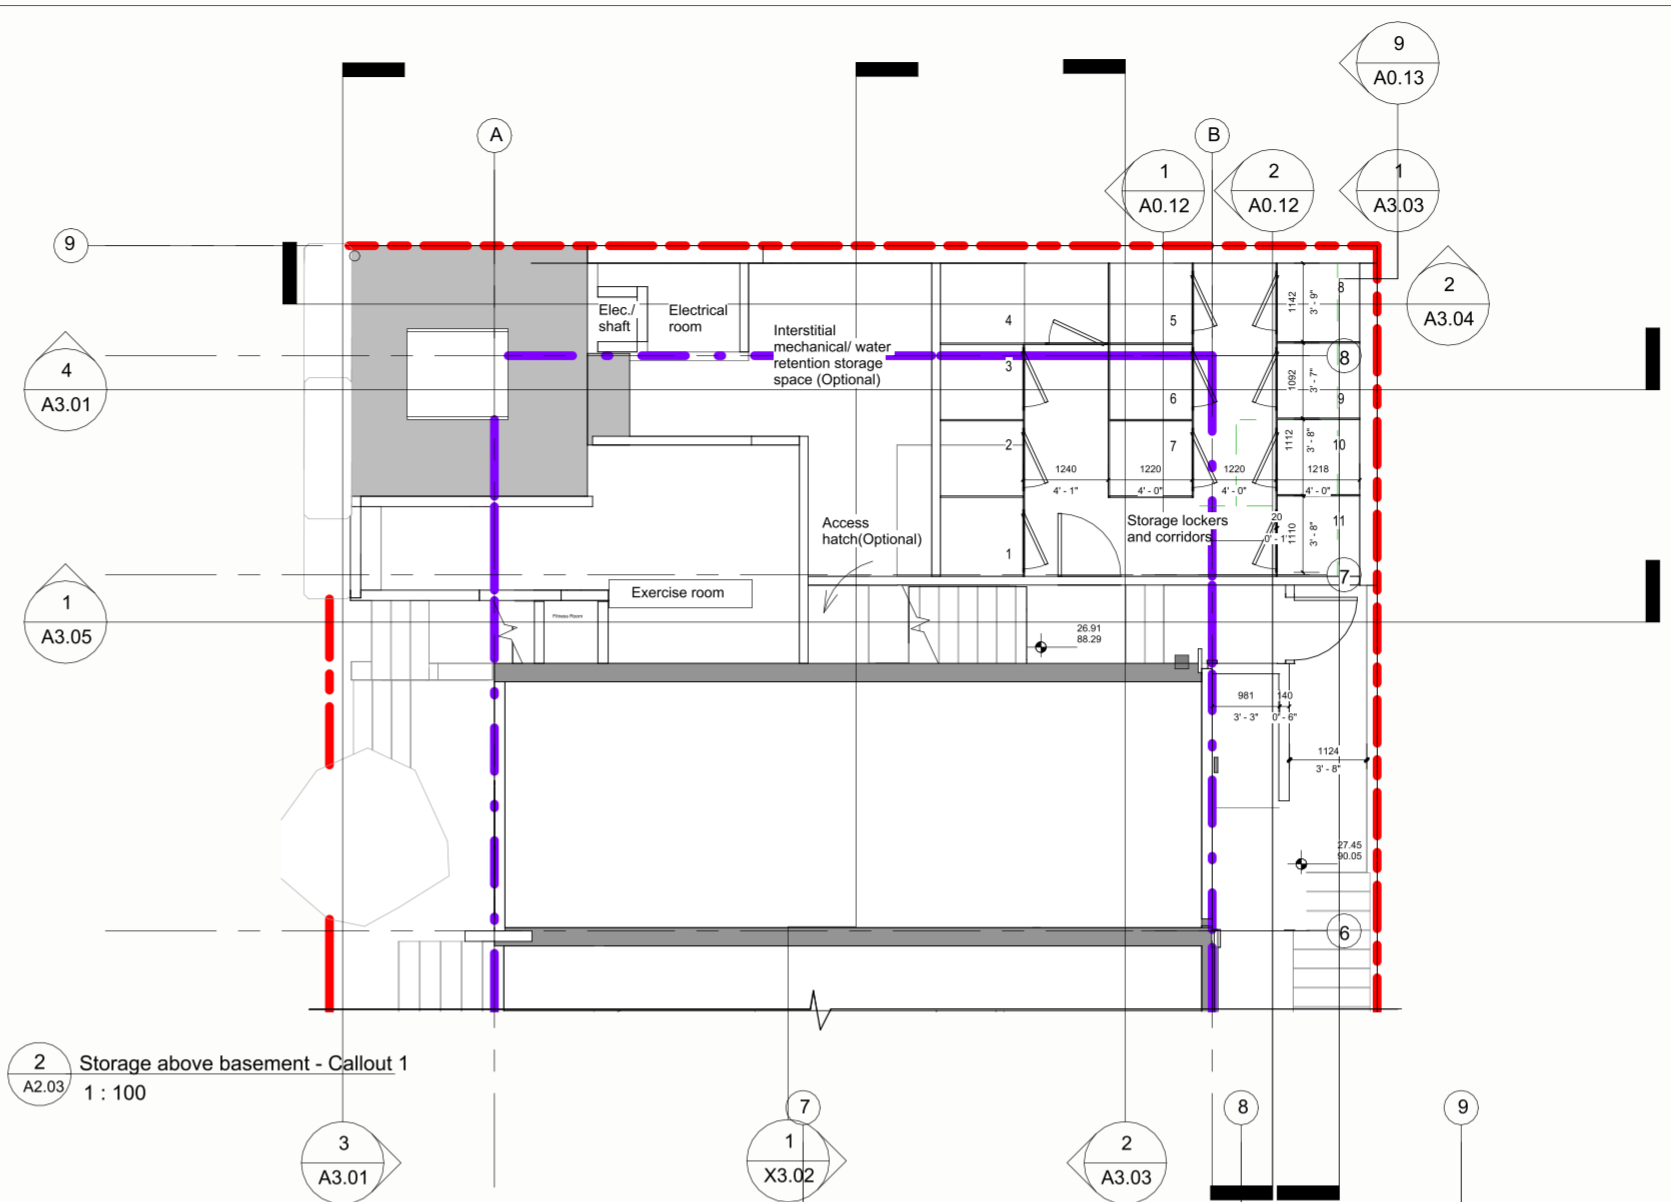 9
A0.13
A
B
1
A0.12
2
A0.12
1
A3.03
9
2
A3.04
4
A3.01
1
A3.05
Elec./
shaft
Electrical
room
Interstitial
mechanical/ water
retention storage
space (Optional)
4
3
2
1
5
6
7
8
9
10
11
1142
3' - 9"
1092
3' - 7"
1112
3' - 8"
1110
3' - 8"
8
7
6
1240
4' - 1"
1220
4' - 0"
1220
4' - 0"
1218
4' - 0"
20
0' - 1"
Access
hatch(Optional)
Storage lockers
and corridors
Exercise room
Fitness Room
26.91
88.29
981
3' - 3"
140
0' - 6"
1124
3' - 8"
27.45
90.05
2
A2.03
Storage above basement - Callout 1
1 : 100
3
A3.01
7
1
X3.02
2
A3.03
8
9